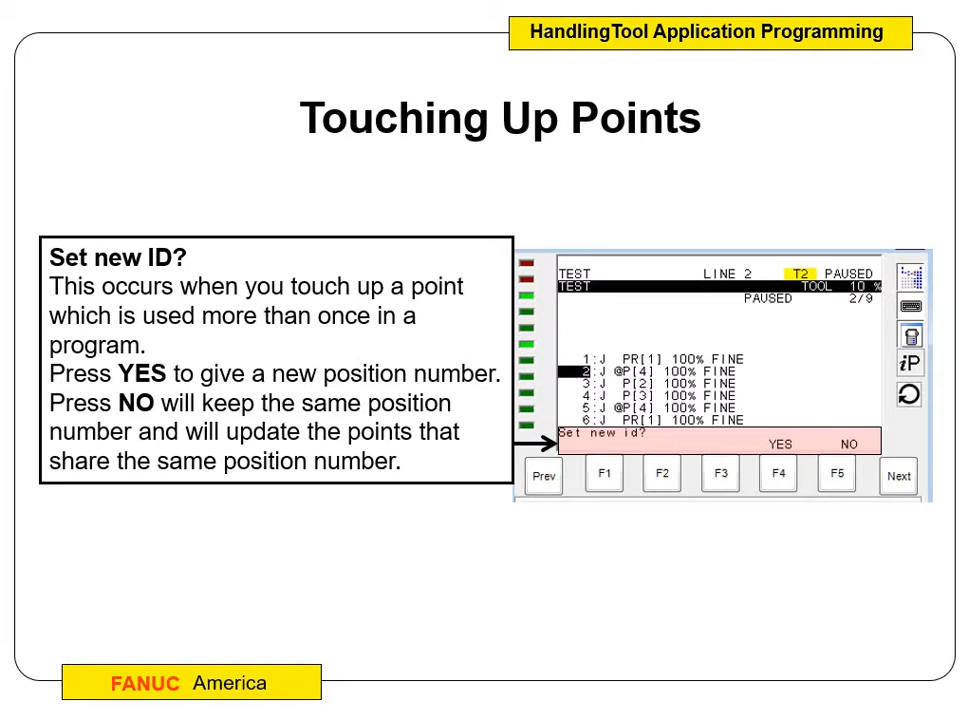 HandlingTool Application Programming
Touching Up Points
Set new ID?
This occurs when you touch up a point
which is used more than once in a
program.
Press YES to give a new position number.
Press NO will keep the same position
number and will update the points that
share the same position number.
TEST LINE 2 T2 PAUSED
TEST TOOL 10 %
PAUSED 2/9
1:J PR[1] 100% FINE
2:J @P[4] 100% FINE
3:J P[2] 100% FINE
4:J P[3] 100% FINE
5:J @P[4] 100% FINE
6:J PR[1] 100% FINE
Set new id?
YES NO
Prev F1 F2 F3 F4 F5 Next
iP
FANUC America